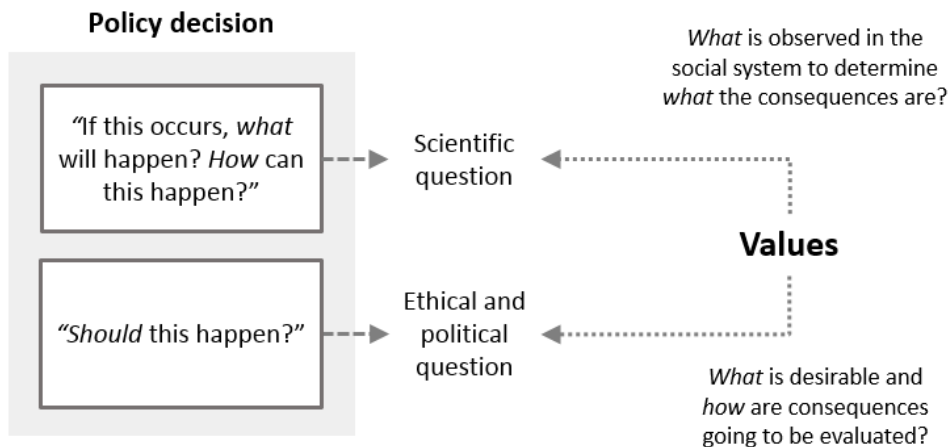 Policy decision
“If this occurs, what
will happen? How can
this happen?”
Scientific
question
What is observed in the
social system to determine
what the consequences are?
Values
“Should this happen?”
Ethical and
political
question
What is desirable and
how are consequences
going to be evaluated?